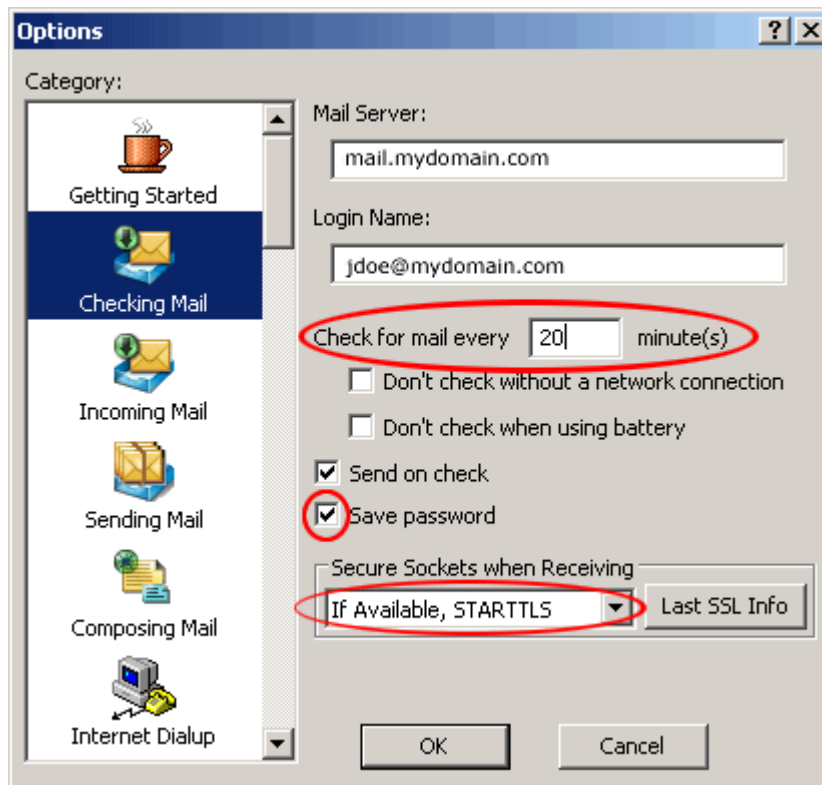 Options
Category:
Getting Started
Checking Mail
Incoming Mail
Sending Mail
Composing Mail
Internet Dialup
Mail Server:
mail.mydomain.com
Login Name:
jdoe@mydomain.com
Check for mail every 20 minute(s)
Don't check without a network connection
Don't check when using battery
Send on check
Save password
Secure Sockets when Receiving
If Available, STARTTLS
Last SSL Info
OK
Cancel